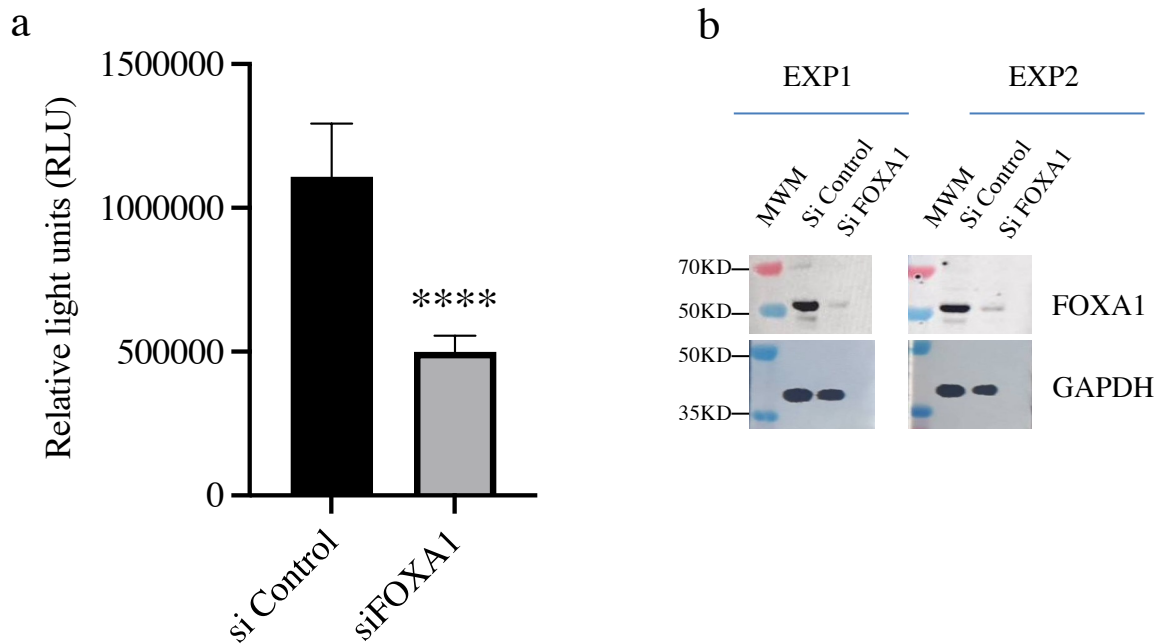 a
Relative light units (RLU)
1500000
1000000
500000
0
****
si Control
siFOXA1
b
EXP1
EXP2
MWM
Si Control
Si FOXA1
MWM
Si Control
Si FOXA1
70KD
50KD
FOXA1
50KD
35KD
GAPDH